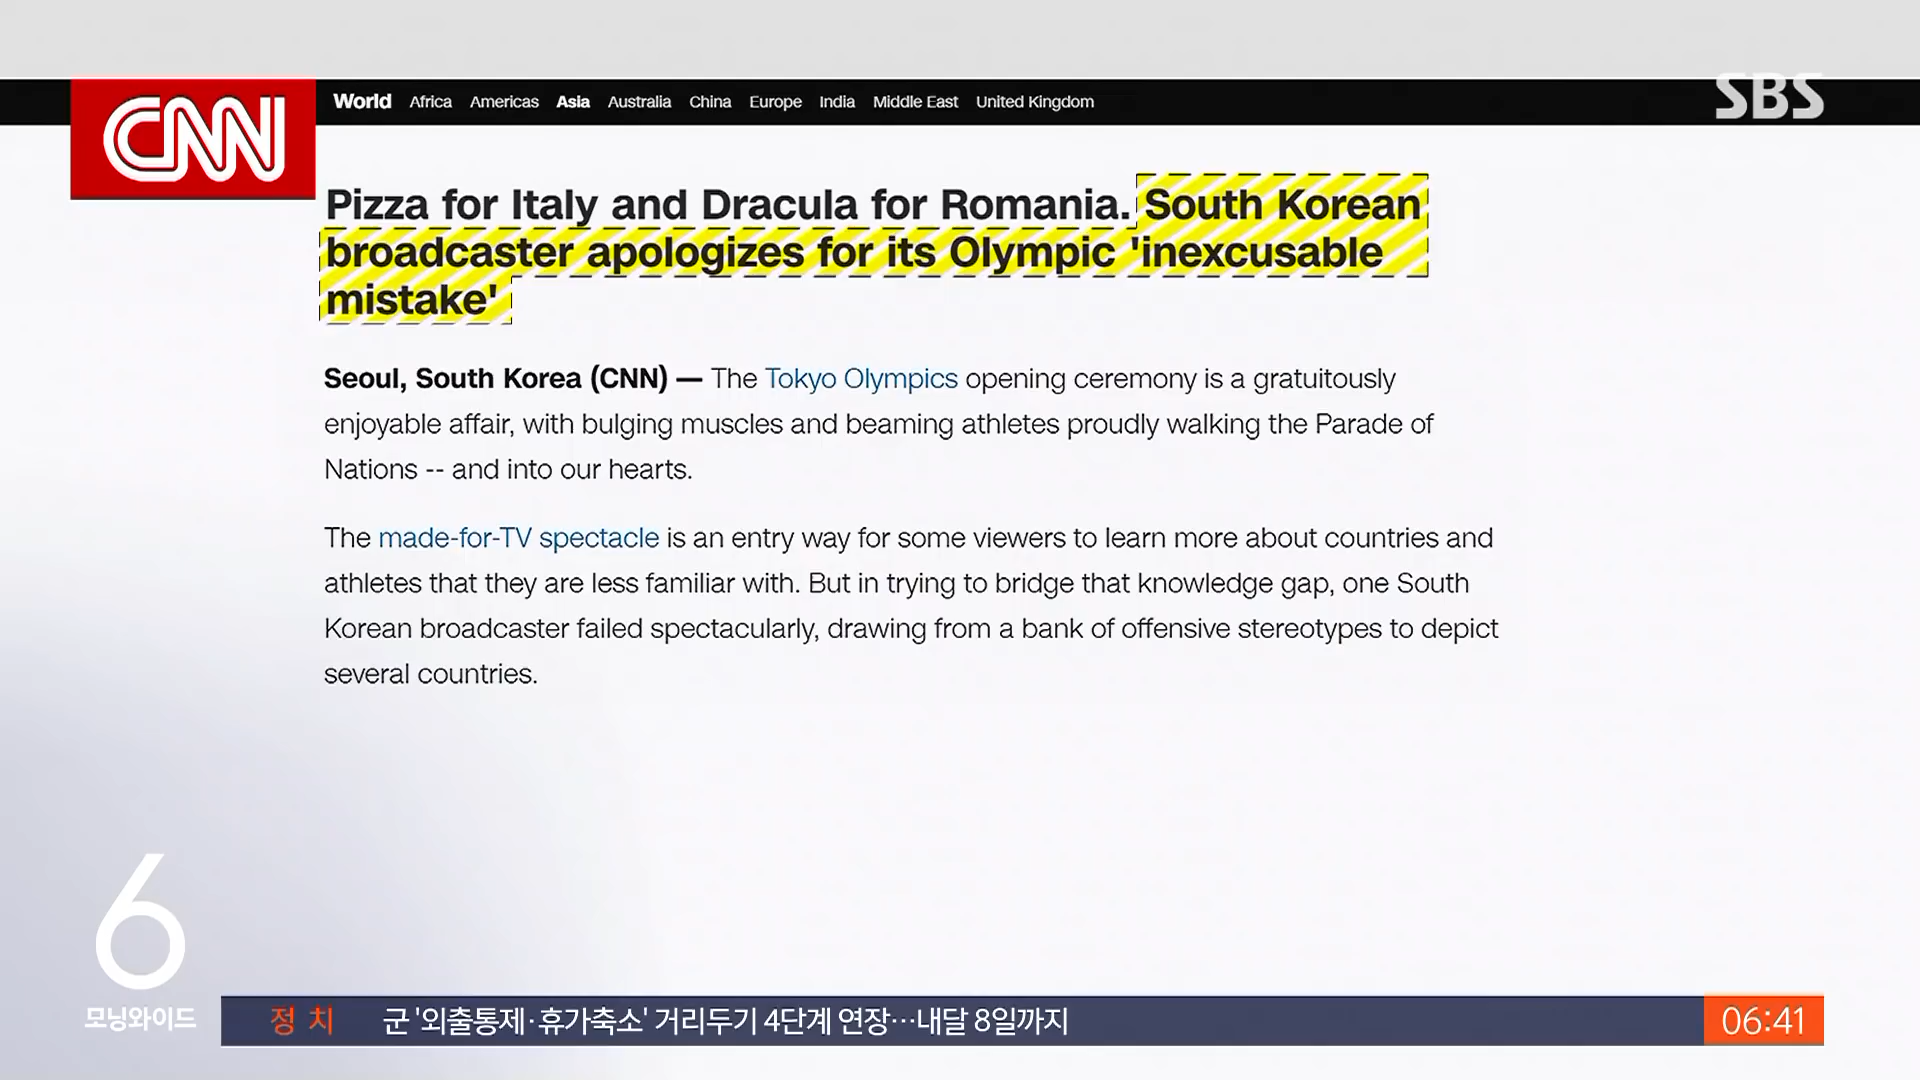 CNN
World Africa Americas Asia Australia China Europe India Middle East United Kingdom
SBS
Pizza for Italy and Dracula for Romania. South Korean
broadcaster apologizes for its Olympic 'inexcusable
mistake'
Seoul, South Korea (CNN) — The Tokyo Olympics opening ceremony is a gratuitously
enjoyable affair, with bulging muscles and beaming athletes proudly walking the Parade of
Nations -- and into our hearts.
The made-for-TV spectacle is an entry way for some viewers to learn more about countries and
athletes that they are less familiar with. But in trying to bridge that knowledge gap, one South
Korean broadcaster failed spectacularly, drawing from a bank of offensive stereotypes to depict
several countries.
6
모닝와이드
정 치 군 '외출통제·휴가축소' 거리두기 4단계 연장…내달 8일까지
06:41